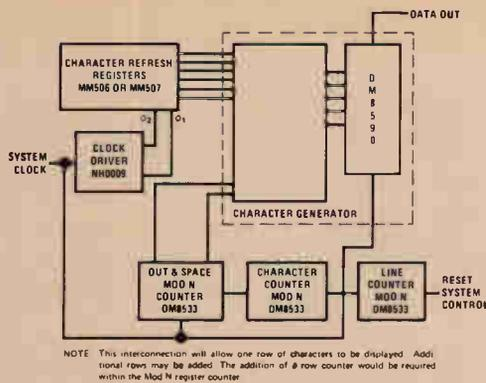 DATA OUT
CHARACTER REFRESH
REGISTERS
MM506 OR MM507
D
M
8
5
9
0
O2
O1
CLOCK
DRIVER
NH0009
SYSTEM
CLOCK
CHARACTER GENERATOR
OUT & SPACE
MOD N
COUNTER
DM8533
CHARACTER
COUNTER
MOD N
DM8533
LINE
COUNTER
MOD N
DM8533
RESET
SYSTEM
CONTROL
NOTE This interconnection will allow one row of characters to be displayed. Addi
tional rows may be added. The addition of a row counter would be required
within the Mod N register counter